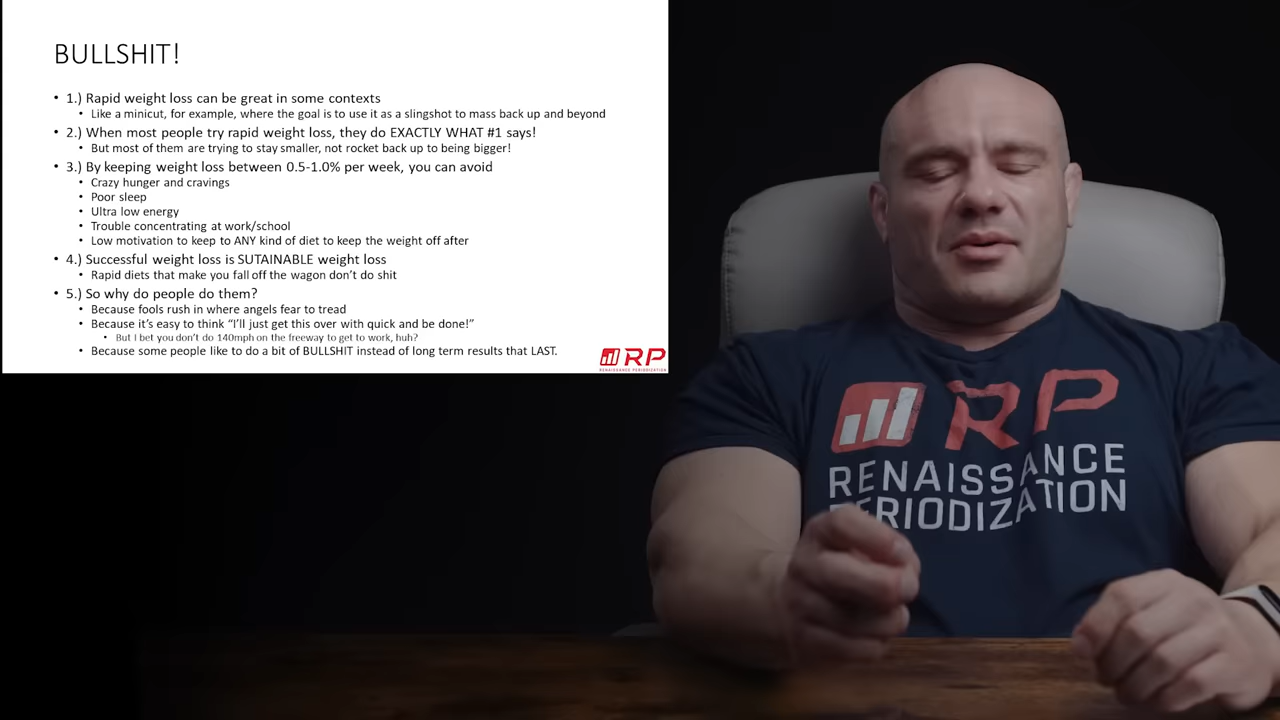 BULLSHIT!
• 1.) Rapid weight loss can be great in some contexts
• Like a minicut, for example, where the goal is to use it as a slingshot to mass back up and beyond
• 2.) When most people try rapid weight loss, they do EXACTLY WHAT #1 says!
• But most of them are trying to stay smaller, not rocket back up to being bigger!
• 3.) By keeping weight loss between 0.5-1.0% per week, you can avoid
• Crazy hunger and cravings
• Poor sleep
• Ultra low energy
• Trouble concentrating at work/school
• Low motivation to keep to ANY kind of diet to keep the weight off after
• 4.) Successful weight loss is SUTAINABLE weight loss
• Rapid diets that make you fall off the wagon don’t do shit
• 5.) So why do people do them?
• Because fools rush in where angels fear to tread
• Because it’s easy to think “I’ll just get this over with quick and be done!”
• But I bet you don’t do 140mph on the freeway to get to work, huh?
• Because some people like to do a bit of BULLSHIT instead of long term results that LAST.
RP
RENAISSANCE PERIODIZATION
RP
RENAISSANCE
PERIODIZATION